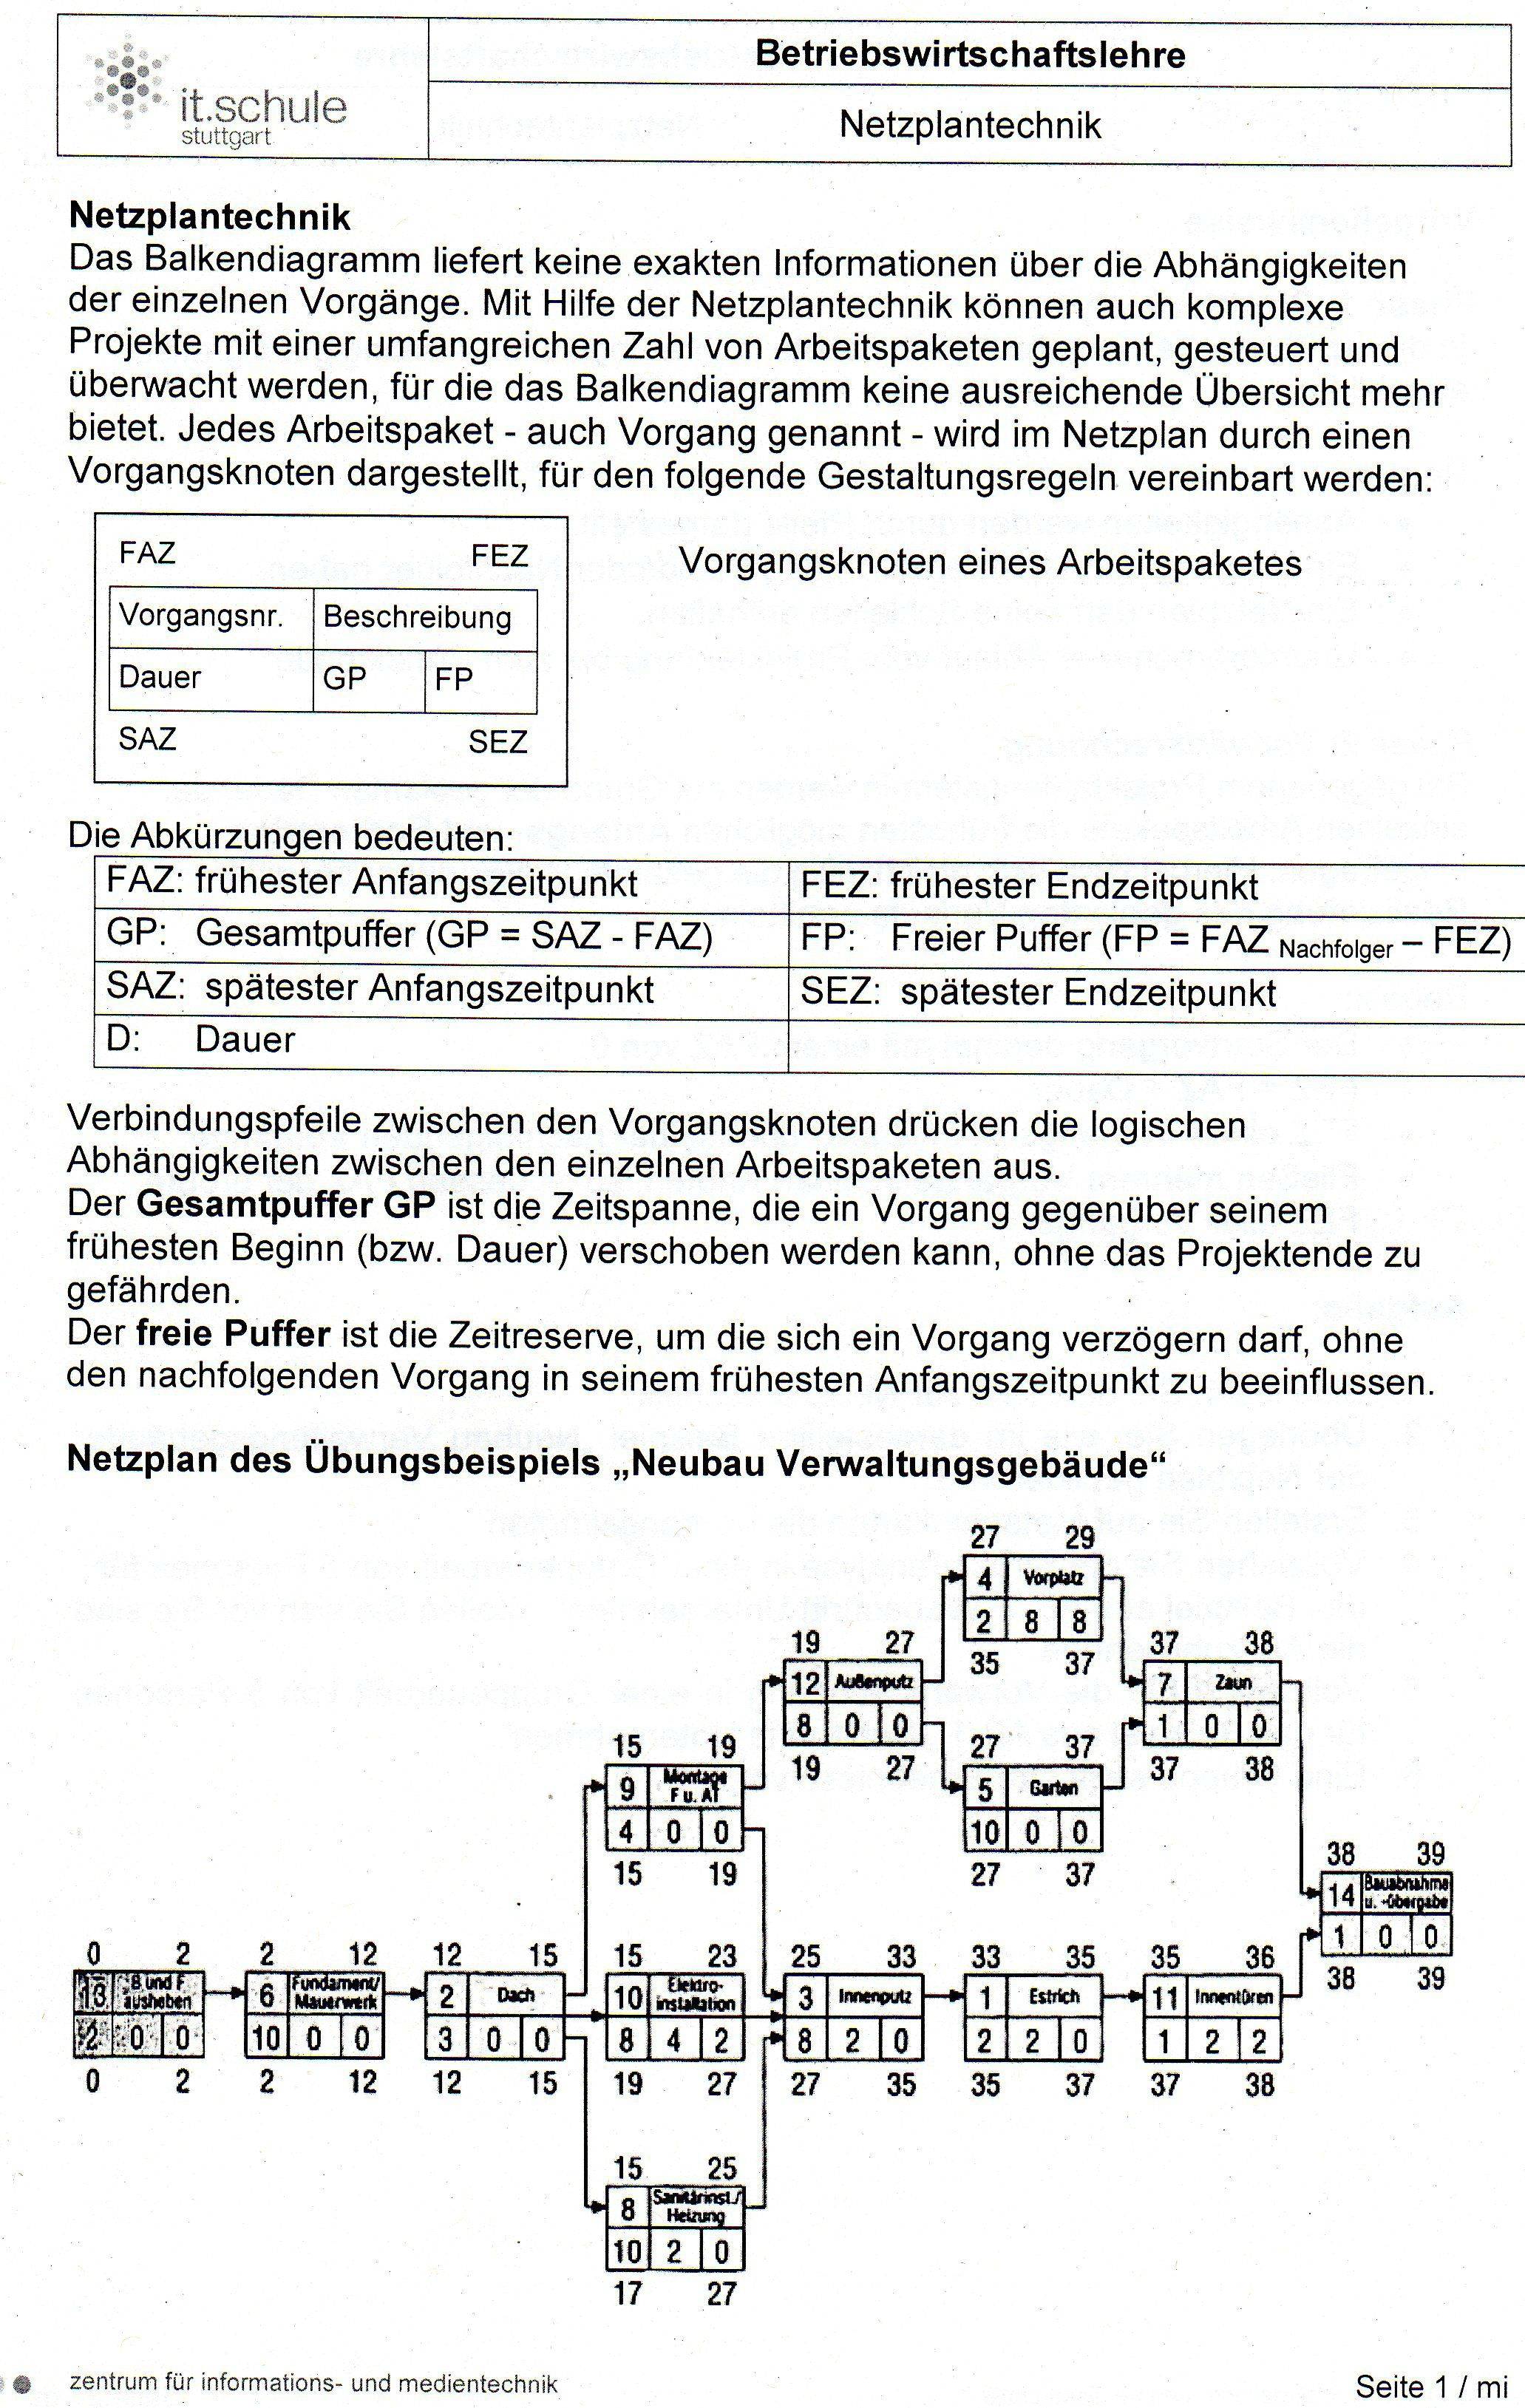 it.schule
stuttgart
Betriebswirtschaftslehre
Netzplantechnik
Netzplantechnik
Das Balkendiagramm liefert keine exakten Informationen über die Abhängigkeiten
der einzelnen Vorgänge. Mit Hilfe der Netzplantechnik können auch komplexe
Projekte mit einer umfangreichen Zahl von Arbeitspaketen geplant, gesteuert und
überwacht werden, für die das Balkendiagramm keine ausreichende Übersicht mehr
bietet. Jedes Arbeitspaket - auch Vorgang genannt - wird im Netzplan durch einen
Vorgangsknoten dargestellt, für den folgende Gestaltungsregeln vereinbart werden:
FAZ FEZ
Vorgangsnr. Beschreibung
Dauer GP FP
SAZ SEZ
Vorgangsknoten eines Arbeitspaketes
Die Abkürzungen bedeuten:
FAZ: frühester Anfangszeitpunkt FEZ: frühester Endzeitpunkt
GP: Gesamtpuffer (GP = SAZ - FAZ) FP: Freier Puffer (FP = FAZ Nachfolger – FEZ)
SAZ: spätester Anfangszeitpunkt SEZ: spätester Endzeitpunkt
D: Dauer
Verbindungspfeile zwischen den Vorgangsknoten drücken die logischen
Abhängigkeiten zwischen den einzelnen Arbeitspaketen aus.
Der Gesamtpuffer GP ist die Zeitspanne, die ein Vorgang gegenüber seinem
frühesten Beginn (bzw. Dauer) verschoben werden kann, ohne das Projektende zu
gefährden.
Der freie Puffer ist die Zeitreserve, um die sich ein Vorgang verzögern darf, ohne
den nachfolgenden Vorgang in seinem frühesten Anfangszeitpunkt zu beeinflussen.
Netzplan des Übungsbeispiels „Neubau Verwaltungsgebäude“
27 29
4 Vorplatz
2 8 8
35 37
19 27
12 Außenputz
8 0 0
19 27
37 38
7 Zaun
1 0 0
37 38
15 19
9 Montage
F u. AT
4 0 0
15 19
27 37
5 Garten
10 0 0
27 37
38 39
14 Bauabnahme
u. -übergabe
1 0 0
38 39
0 2
13 B und F
ausheben
2 0 0
0 2
2 12
6 Fundament/
Mauerwerk
10 0 0
2 12
12 15
2 Dach
3 0 0
12 15
15 23
10 Elektro-
installation
8 4 2
19 27
25 33
3 Innenputz
8 2 0
27 35
33 35
1 Estrich
2 2 0
35 37
35 36
11 Innentüren
1 2 2
37 38
15 25
8 Sanitärinst./
Heizung
10 2 0
17 27
zentrum für informations- und medientechnik
Seite 1 / mi